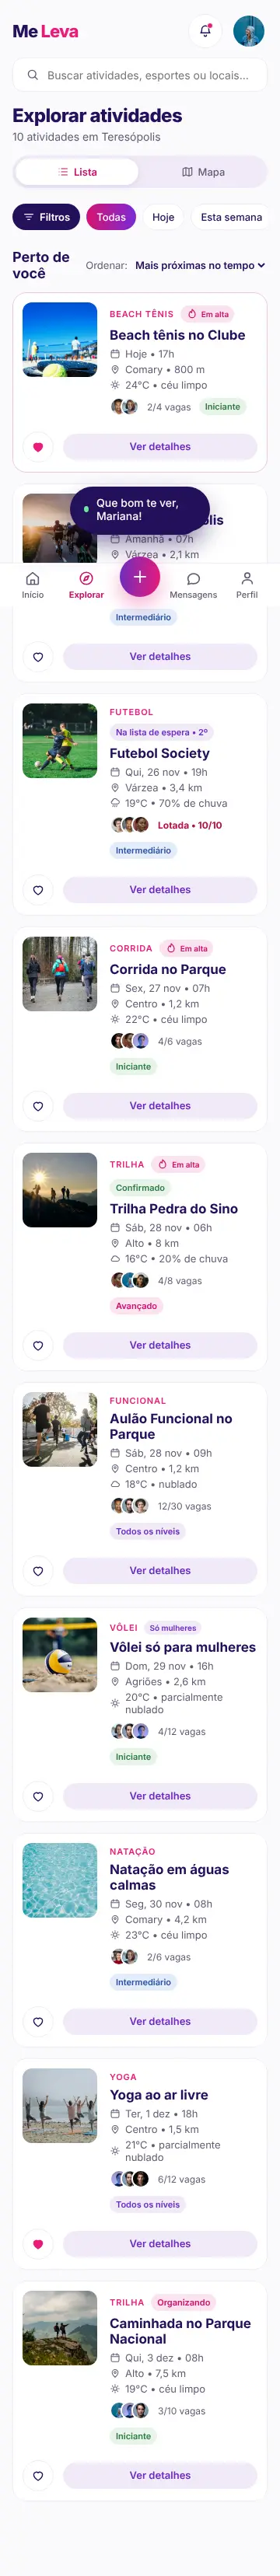 Me Leva
Buscar atividades, esportes ou locais...
Explorar atividades
10 atividades em Teresópolis
Lista
Mapa
Filtros
Todas
Hoje
Esta semana
Perto de
você
Ordenar: Mais próximas no tempo
BEACH TÊNIS
Em alta
Beach tênis no Clube
Hoje • 17h
Comary • 800 m
24°C • céu limpo
2/4 vagas
Iniciante
Ver detalhes
Que bom te ver,
Mariana!
Amanhã • 07h
Várzea • 2,1 km
Início
Explorar
Mensagens
Perfil
Intermediário
Ver detalhes
FUTEBOL
Na lista de espera • 2º
Futebol Society
Qui, 26 nov • 19h
Várzea • 3,4 km
19°C • 70% de chuva
Lotada • 10/10
Intermediário
Ver detalhes
CORRIDA
Em alta
Corrida no Parque
Sex, 27 nov • 07h
Centro • 1,2 km
22°C • céu limpo
4/6 vagas
Iniciante
Ver detalhes
TRILHA
Em alta
Confirmado
Trilha Pedra do Sino
Sáb, 28 nov • 06h
Alto • 8 km
16°C • 20% de chuva
4/8 vagas
Avançado
Ver detalhes
FUNCIONAL
Aulão Funcional no
Parque
Sáb, 28 nov • 09h
Centro • 1,2 km
18°C • nublado
12/30 vagas
Todos os níveis
Ver detalhes
VÔLEI
Só mulheres
Vôlei só para mulheres
Dom, 29 nov • 16h
Agriões • 2,6 km
20°C • parcialmente
nublado
4/12 vagas
Iniciante
Ver detalhes
NATAÇÃO
Natação em águas
calmas
Seg, 30 nov • 08h
Comary • 4,2 km
23°C • céu limpo
2/6 vagas
Intermediário
Ver detalhes
YOGA
Yoga ao ar livre
Ter, 1 dez • 18h
Centro • 1,5 km
21°C • parcialmente
nublado
6/12 vagas
Todos os níveis
Ver detalhes
TRILHA
Organizando
Caminhada no Parque
Nacional
Qui, 3 dez • 08h
Alto • 7,5 km
19°C • céu limpo
3/10 vagas
Iniciante
Ver detalhes